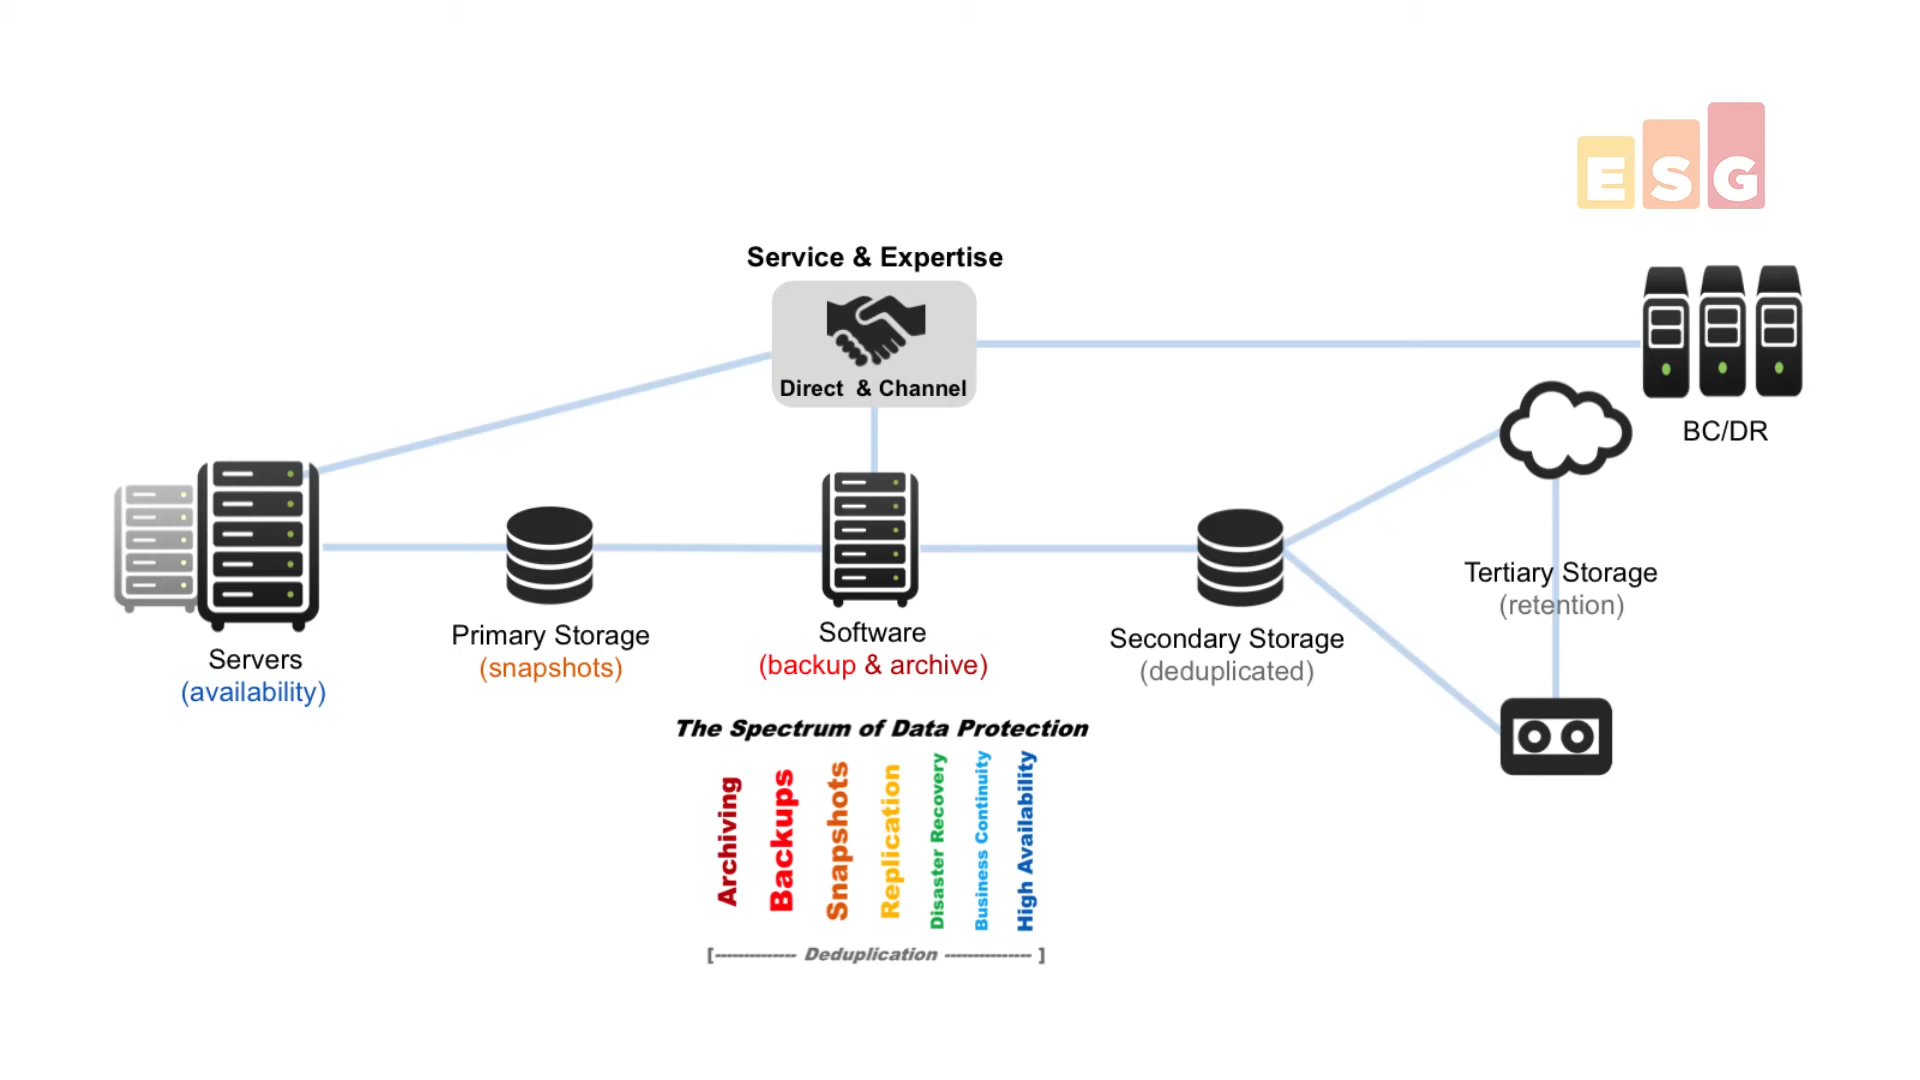 ESG
Service & Expertise
Direct & Channel
BC/DR
Tertiary Storage
(retention)
Servers
(availability)
Primary Storage
(snapshots)
Software
(backup & archive)
Secondary Storage
(deduplicated)
The Spectrum of Data Protection
Archiving
Backups
Snapshots
Replication
Disaster Recovery
Business Continuity
High Availability
[-------------- Deduplication --------------- ]